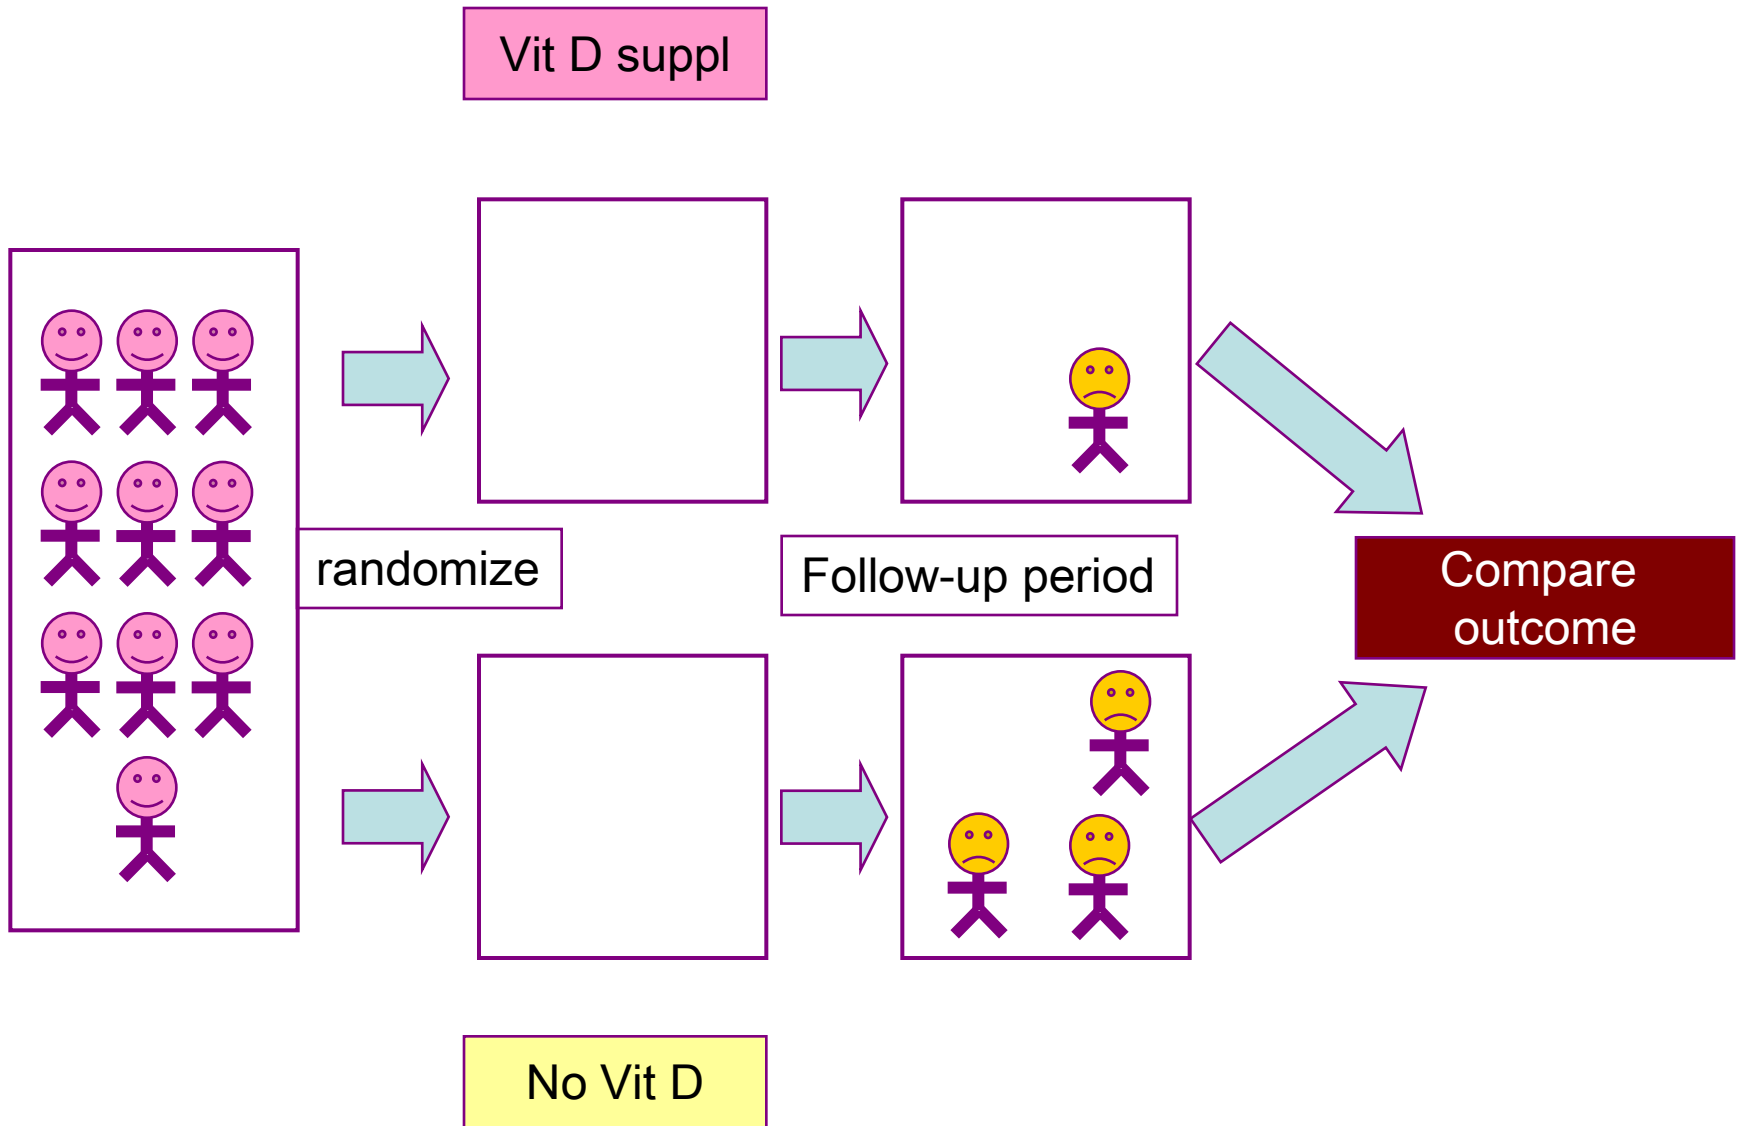 Vit D suppl
randomize
Follow-up period
Compare
outcome
No Vit D